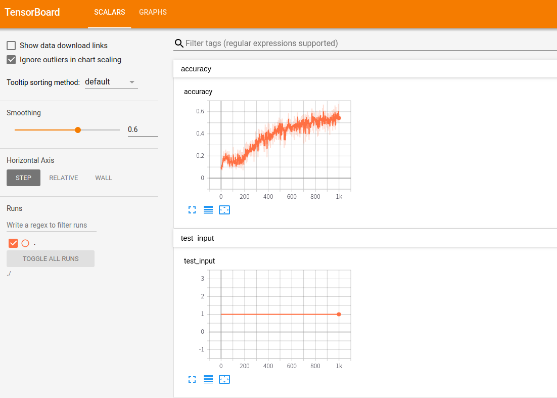 TensorBoard
SCALARS
GRAPHS
Show data download links
Ignore outliers in chart scaling
Tooltip sorting method: default
Smoothing
0.6
Horizontal Axis
STEP
RELATIVE
WALL
Runs
Write a regex to filter runs
.
TOGGLE ALL RUNS
./
Filter tags (regular expressions supported)
accuracy
accuracy
0.6
0.4
0.2
0
0 200 400 600 800 1k
test_input
test_input
3
2
1
0
-1
0 200 400 600 800 1k